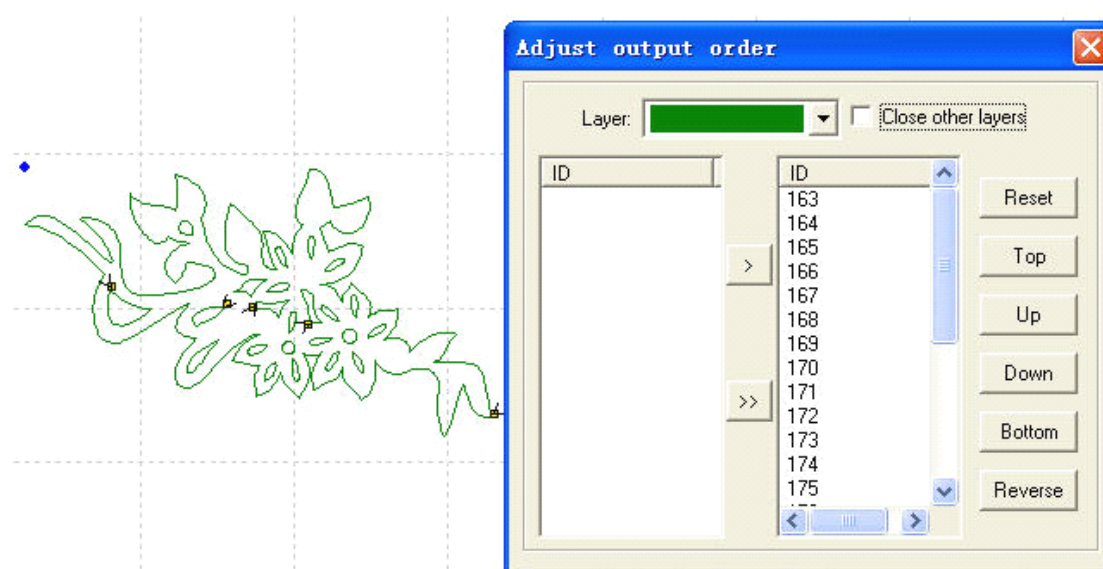 Adjust output order
Layer:
Close other layers
ID
ID
163
164
165
166
167
168
169
170
171
172
173
174
175
>
>>
Reset
Top
Up
Down
Bottom
Reverse